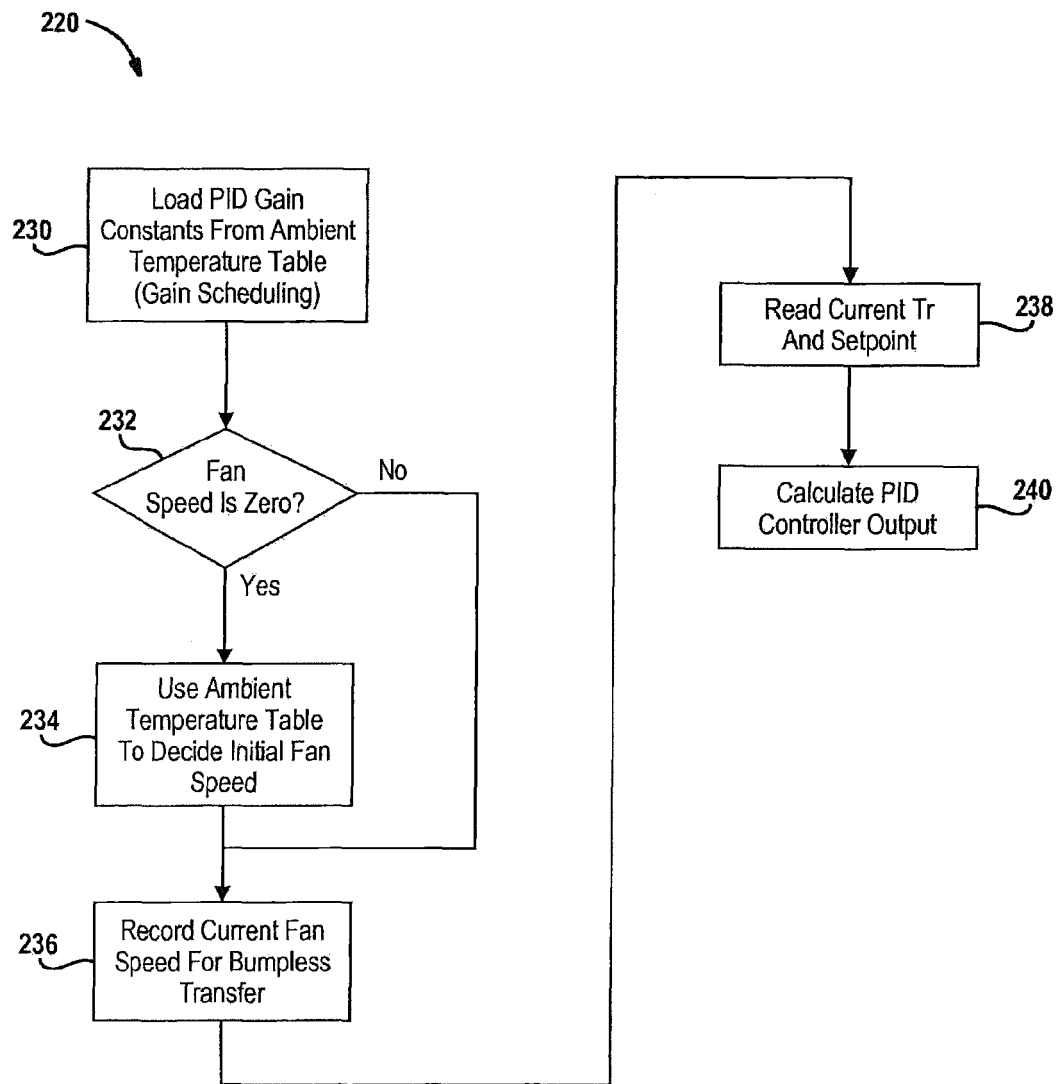 220
230
Load PID Gain
Constants From Ambient
Temperature Table
(Gain Scheduling)
232
Fan
Speed Is Zero?
No
Yes
234
Use Ambient
Temperature Table
To Decide Initial Fan
Speed
236
Record Current Fan
Speed For Bumpless
Transfer
Read Current Tr
And Setpoint
238
Calculate PID
Controller Output
240